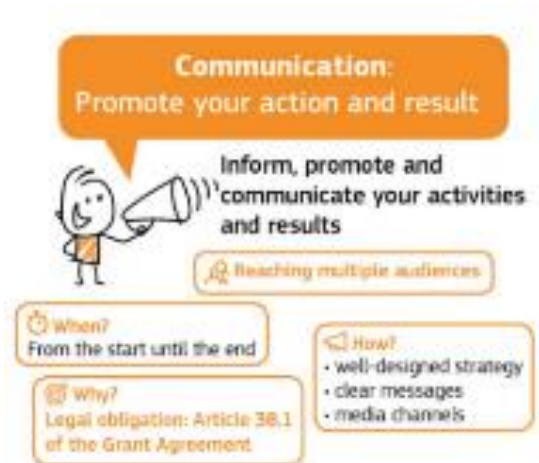 Communication:
Promote your action and result
Inform, promote and
communicate your activities
and results
Reaching multiple audiences
When?
From the start until the end
How?
• well-designed strategy
• clear messages
• media channels
Why?
Legal obligation: Article 38.1
of the Grant Agreement